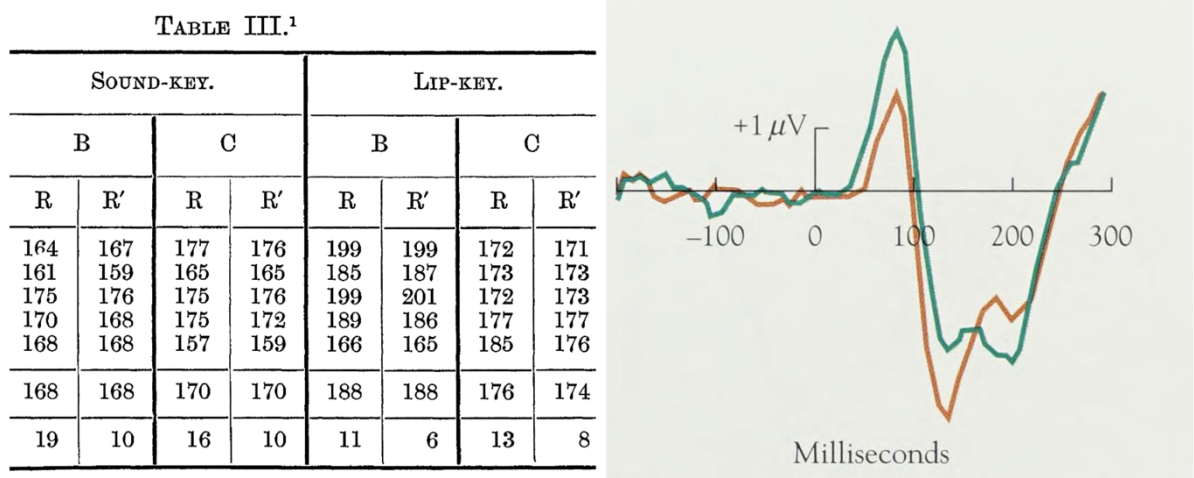 TABLE III.¹
SOUND-KEY. LIP-KEY.
B C B C
R R′ R R′ R R′ R R′
164 167 177 176 199 199 172 171
161 159 165 165 185 187 173 173
175 176 175 176 199 201 172 173
170 168 175 172 189 186 177 177
168 168 157 159 166 165 185 176
168 168 170 170 188 188 176 174
19 10 16 10 11 6 13 8
+1 μV
−100 0 100 200 300
Milliseconds